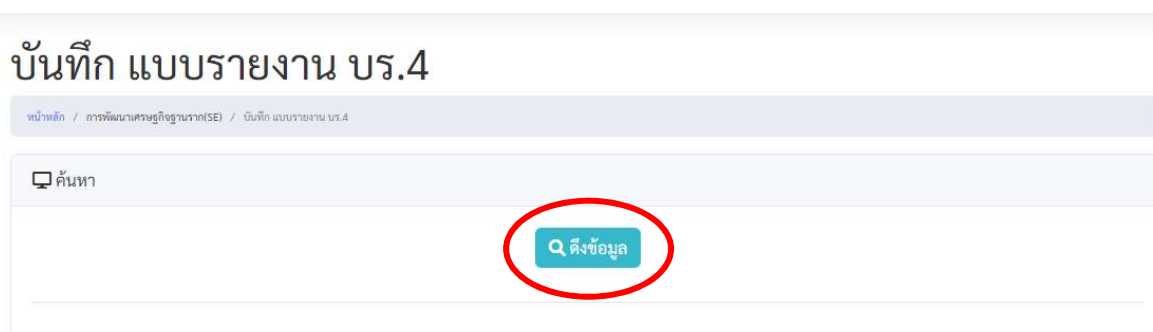 บันทึก แบบรายงาน บร.4
หน้าหลัก / การพัฒนาเศรษฐกิจฐานราก(SE) / บันทึก แบบรายงาน บร.4
ค้นหา
ดึงข้อมูล